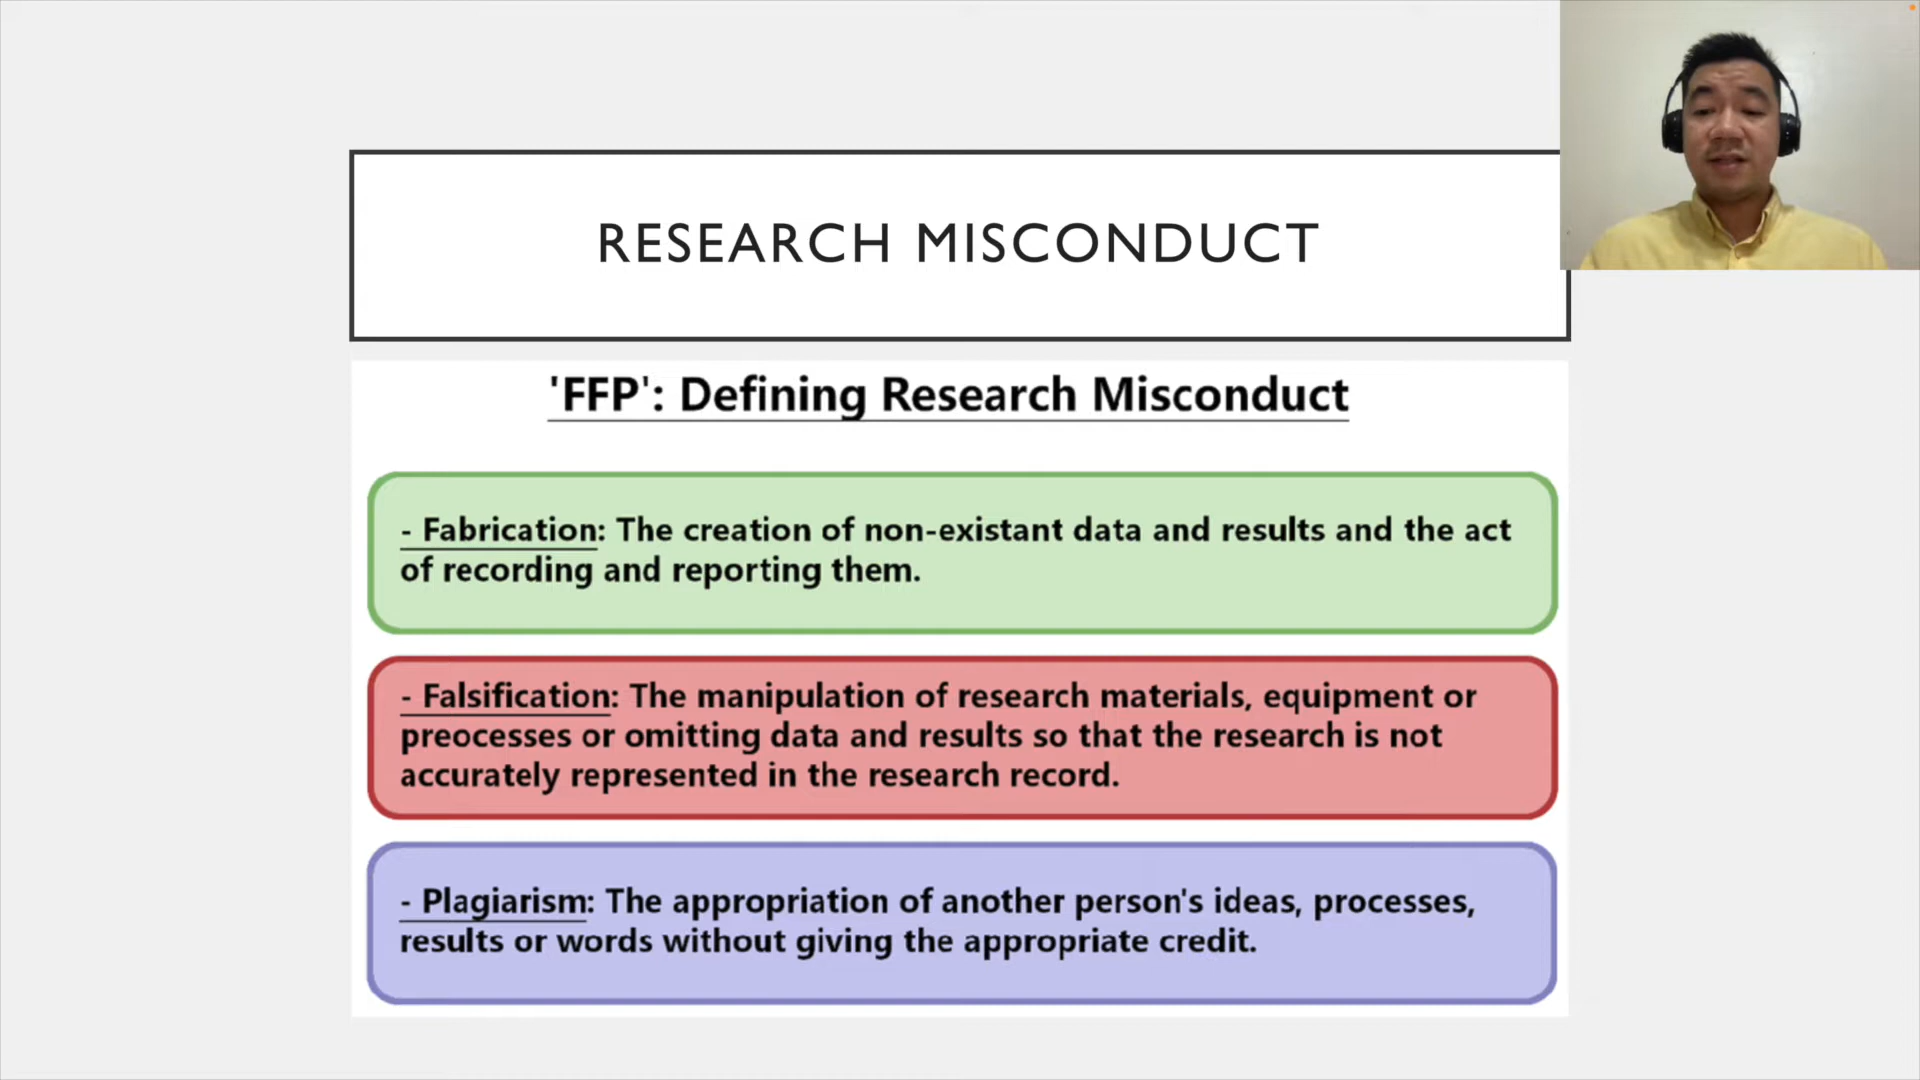 RESEARCH MISCONDUCT
'FFP': Defining Research Misconduct
- Fabrication: The creation of non-existant data and results and the act
of recording and reporting them.
- Falsification: The manipulation of research materials, equipment or
preocesses or omitting data and results so that the research is not
accurately represented in the research record.
- Plagiarism: The appropriation of another person's ideas, processes,
results or words without giving the appropriate credit.